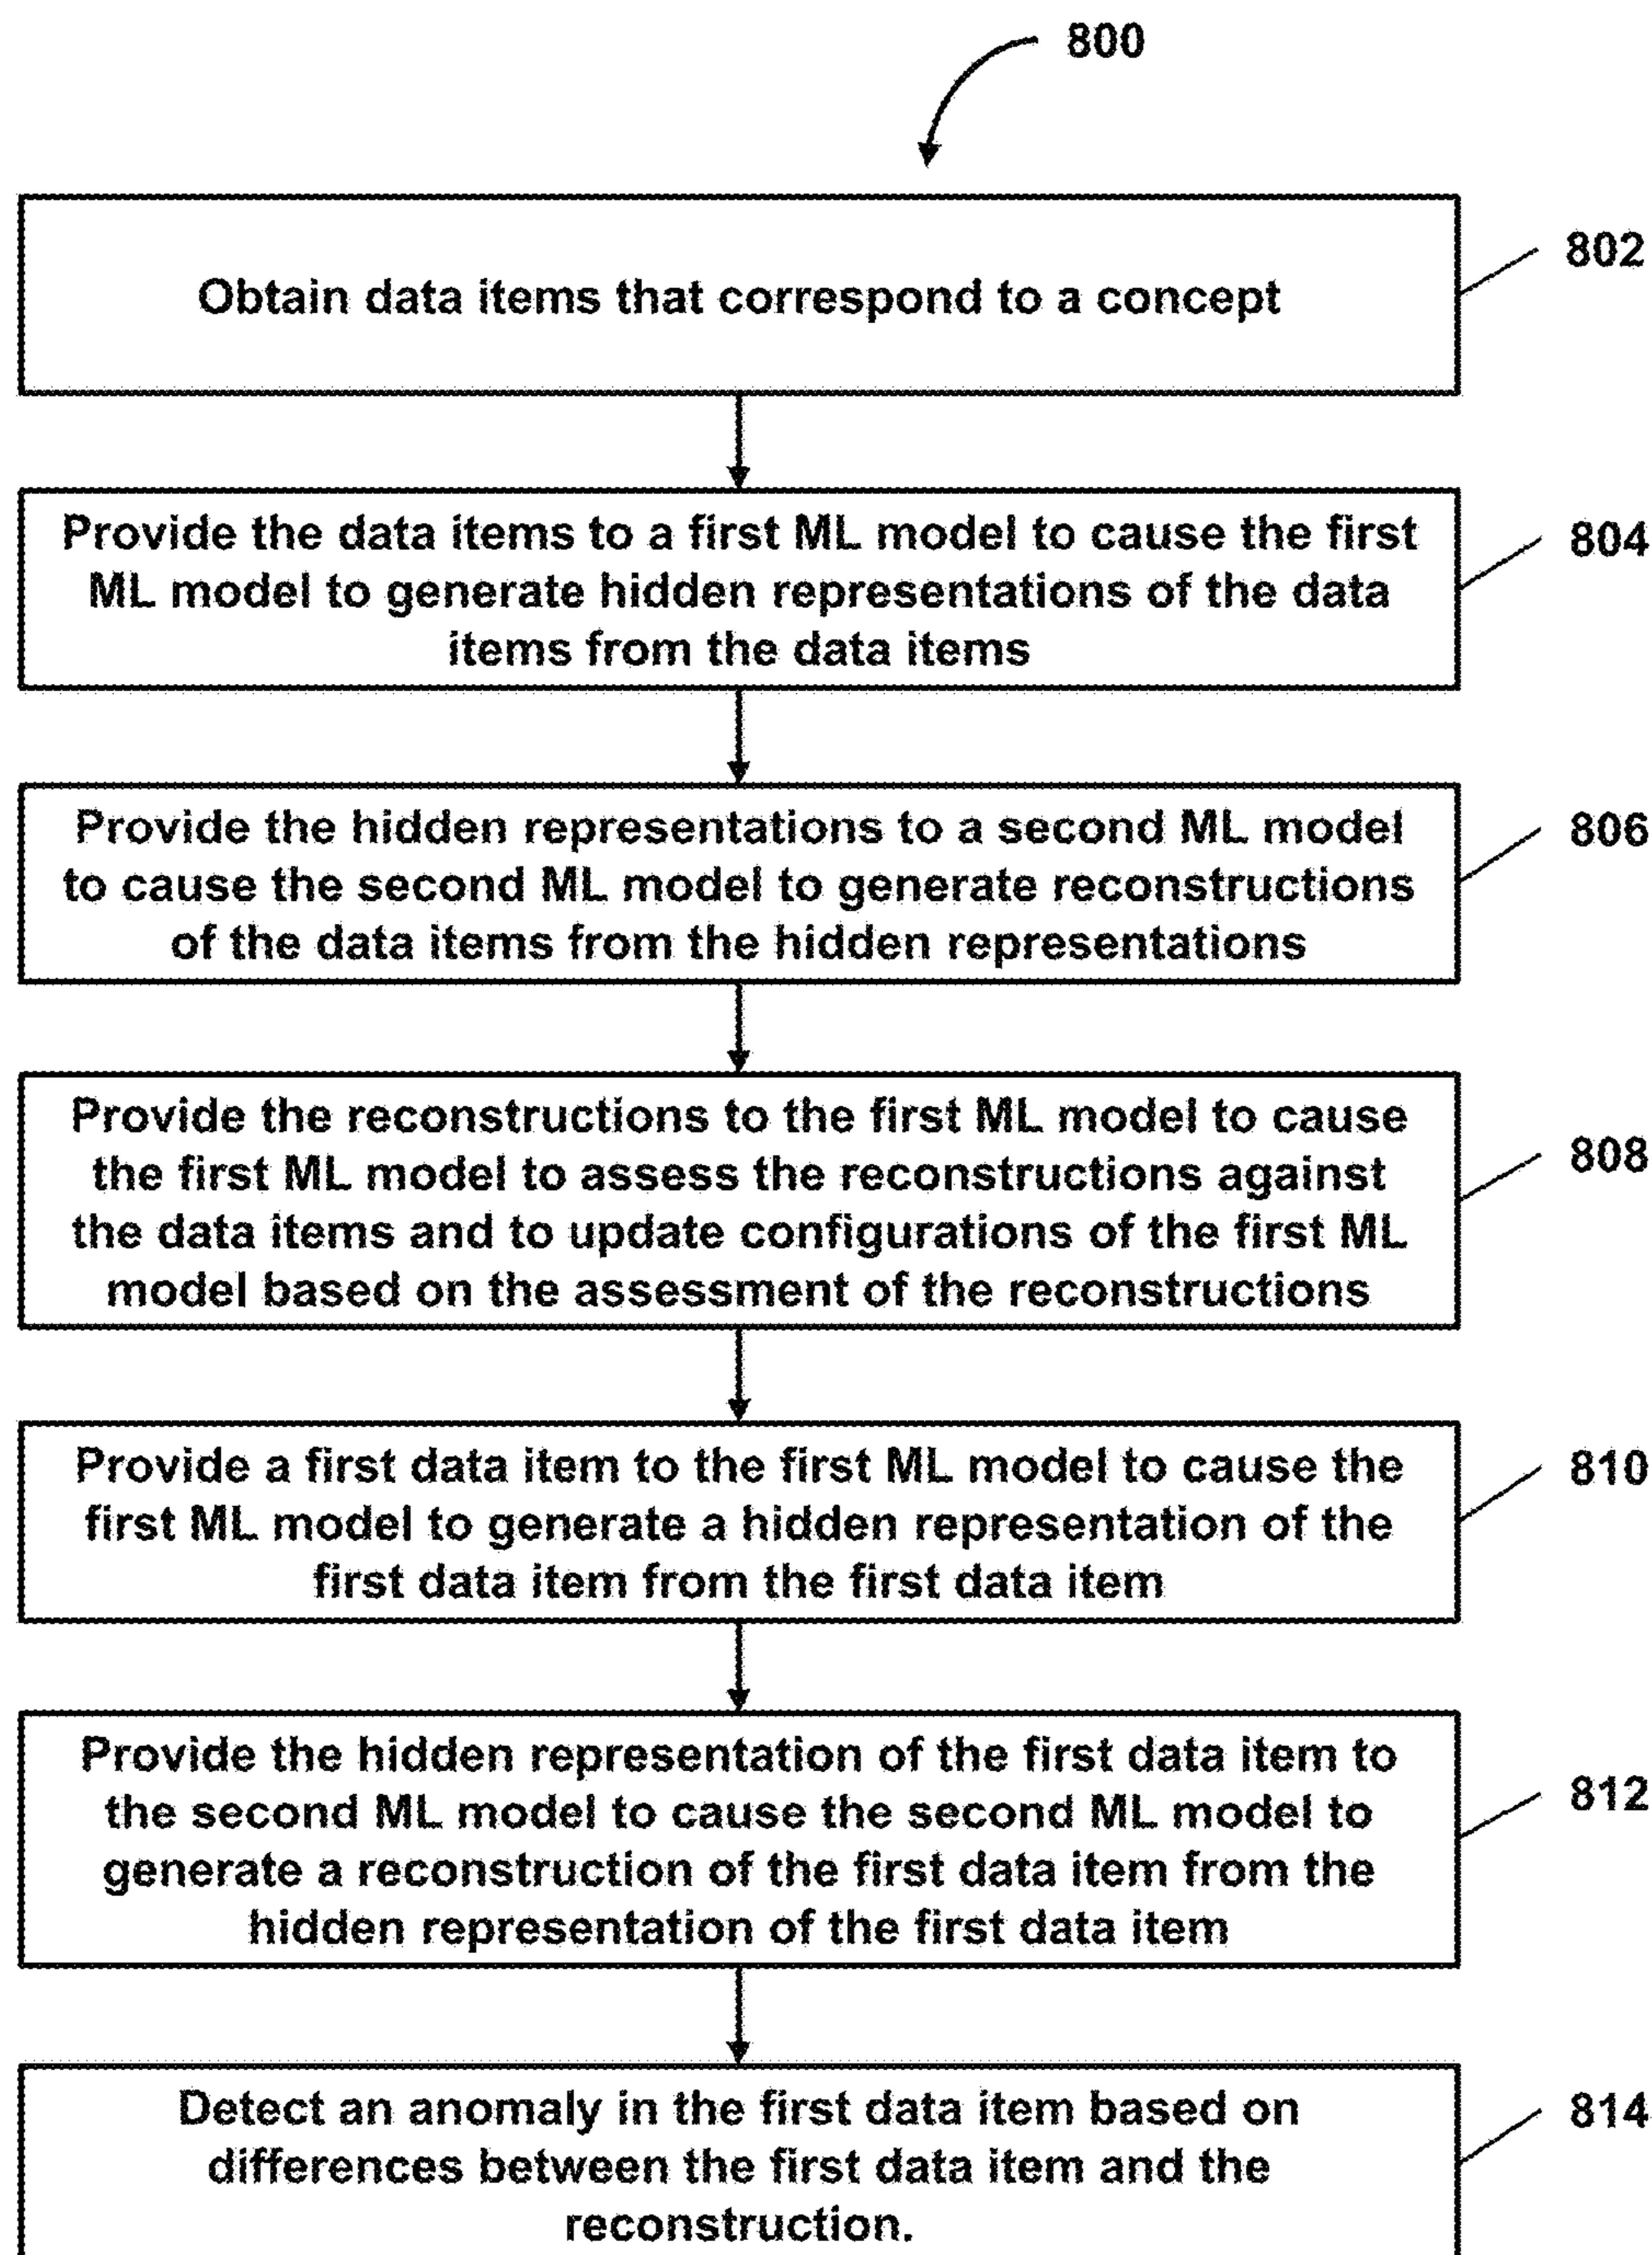 800
Obtain data items that correspond to a concept
802
Provide the data items to a first ML model to cause the first
ML model to generate hidden representations of the data
items from the data items
804
Provide the hidden representations to a second ML model
to cause the second ML model to generate reconstructions
of the data items from the hidden representations
806
Provide the reconstructions to the first ML model to cause
the first ML model to assess the reconstructions against
the data items and to update configurations of the first ML
model based on the assessment of the reconstructions
808
Provide a first data item to the first ML model to cause the
first ML model to generate a hidden representation of the
first data item from the first data item
810
Provide the hidden representation of the first data item to
the second ML model to cause the second ML model to
generate a reconstruction of the first data item from the
hidden representation of the first data item
812
Detect an anomaly in the first data item based on
differences between the first data item and the
reconstruction.
814